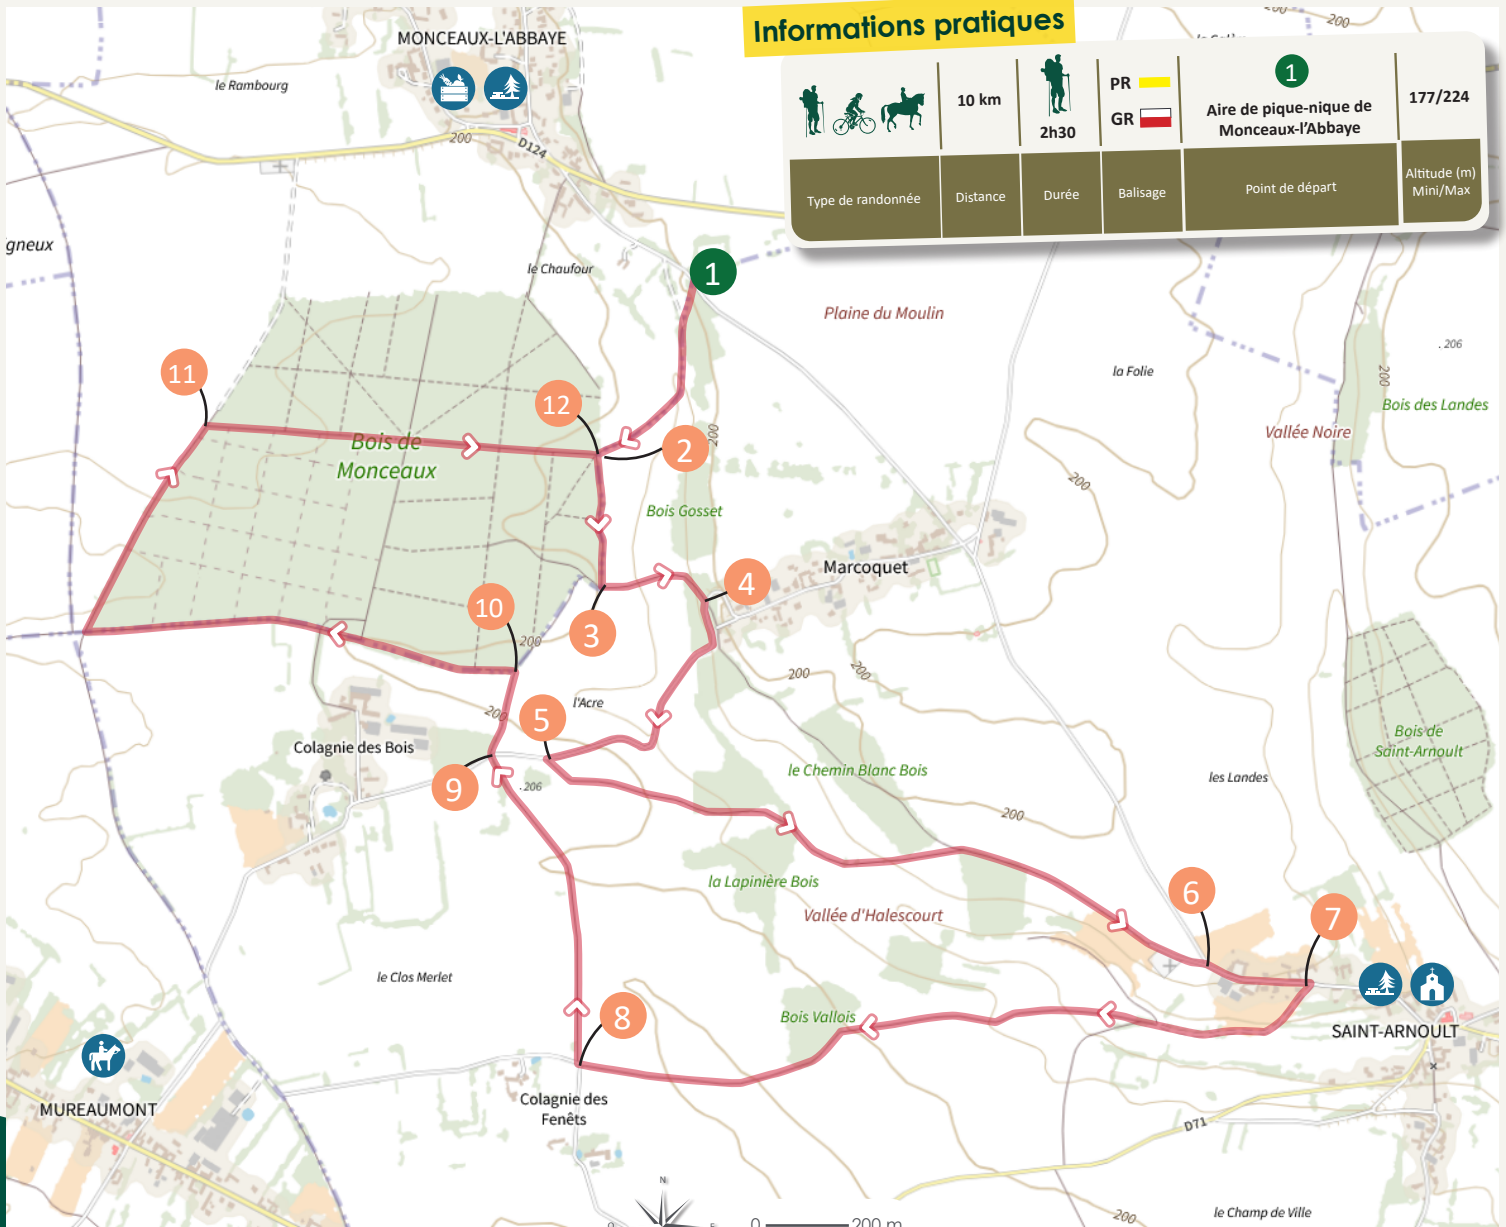 Informations pratiques
10 km
2h30
PR
GR
1
Aire de pique-nique de
Monceaux-l'Abbaye
177/224
Type de randonnée
Distance
Durée
Balisage
Point de départ
Altitude (m)
Mini/Max
MONCEAUX-L'ABBAYE
le Rambourg
200
D124
200
gneux
le Chaufour
1
Plaine du Moulin
. 206
la Folie
200
Bois des Landes
Vallée Noire
11
12
2
200
Bois de
Monceaux
Bois Gosset
200
Marcoquet
4
10
3
200
200
200
l'Acre
200
5
Colagnie des Bois
9
. 206
le Chemin Blanc Bois
les Landes
Bois de
Saint-Arnoult
200
la Lapinière Bois
Vallée d'Halescourt
6
7
le Clos Merlet
8
Bois Vallois
SAINT-ARNOULT
MUREAUMONT
Colagnie des
Fenêts
D71
N
O
E
0
200 m
200
le Champ de Ville